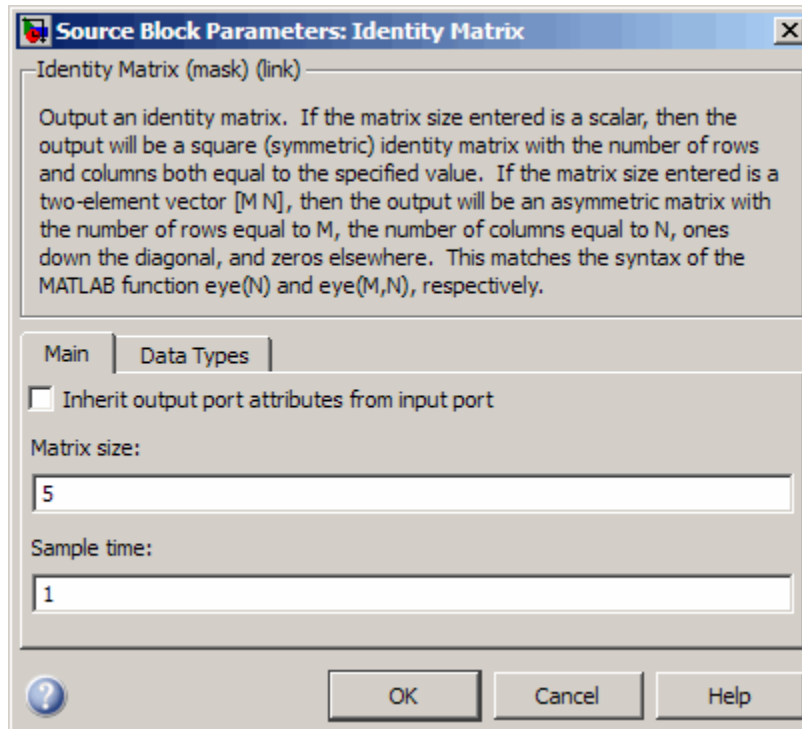 Source Block Parameters: Identity Matrix
Identity Matrix (mask) (link)
Output an identity matrix. If the matrix size entered is a scalar, then the
output will be a square (symmetric) identity matrix with the number of rows
and columns both equal to the specified value. If the matrix size entered is a
two-element vector [M N], then the output will be an asymmetric matrix with
the number of rows equal to M, the number of columns equal to N, ones
down the diagonal, and zeros elsewhere. This matches the syntax of the
MATLAB function eye(N) and eye(M,N), respectively.
Main Data Types
Inherit output port attributes from input port
Matrix size:
5
Sample time:
1
? OK Cancel Help